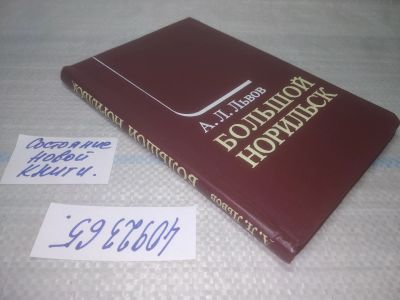 А. Л. ЛЬВОВ
БОЛЬШОЙ
НОРИЛЬСК
А. Л. ЛЬВОВ БОЛЬШОЙ НОРИЛЬСК
Состояние
новой
книги.
4092365.